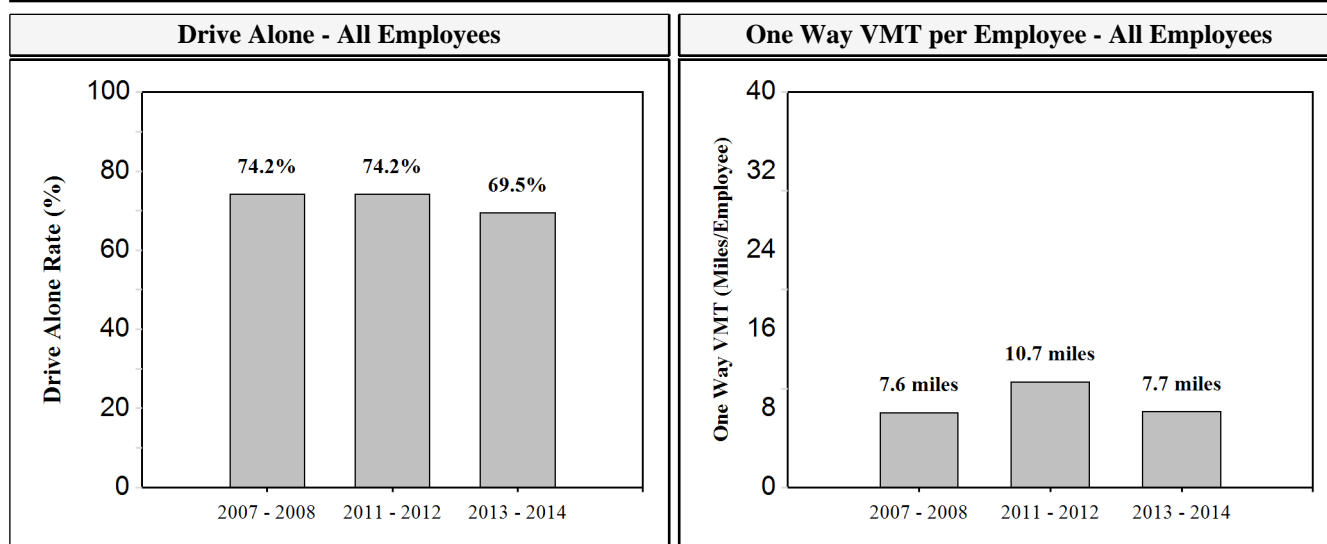 Drive Alone - All Employees
One Way VMT per Employee - All Employees
Drive Alone Rate (%)
100
80
60
40
20
0
74.2%
74.2%
69.5%
2007 - 2008
2011 - 2012
2013 - 2014
One Way VMT (Miles/Employee)
40
32
24
16
8
0
7.6 miles
10.7 miles
7.7 miles
2007 - 2008
2011 - 2012
2013 - 2014